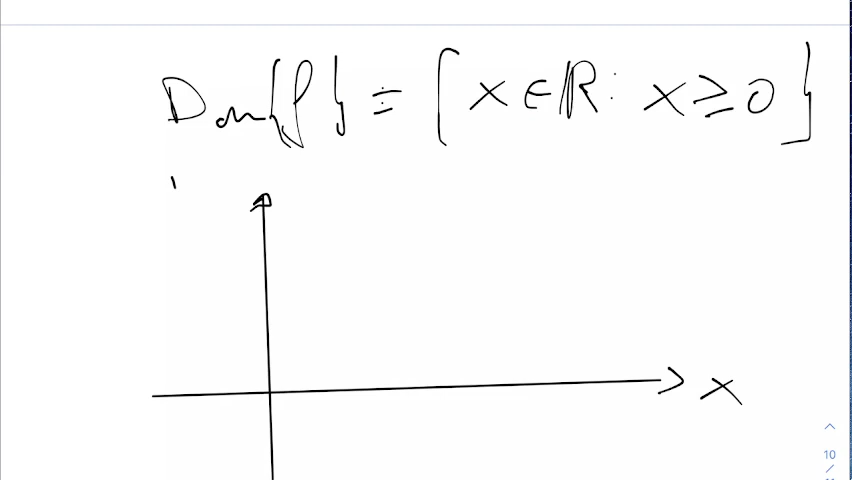 Dom{f} = { x ∈ ℝ : x ≥ 0 }
x
10
/